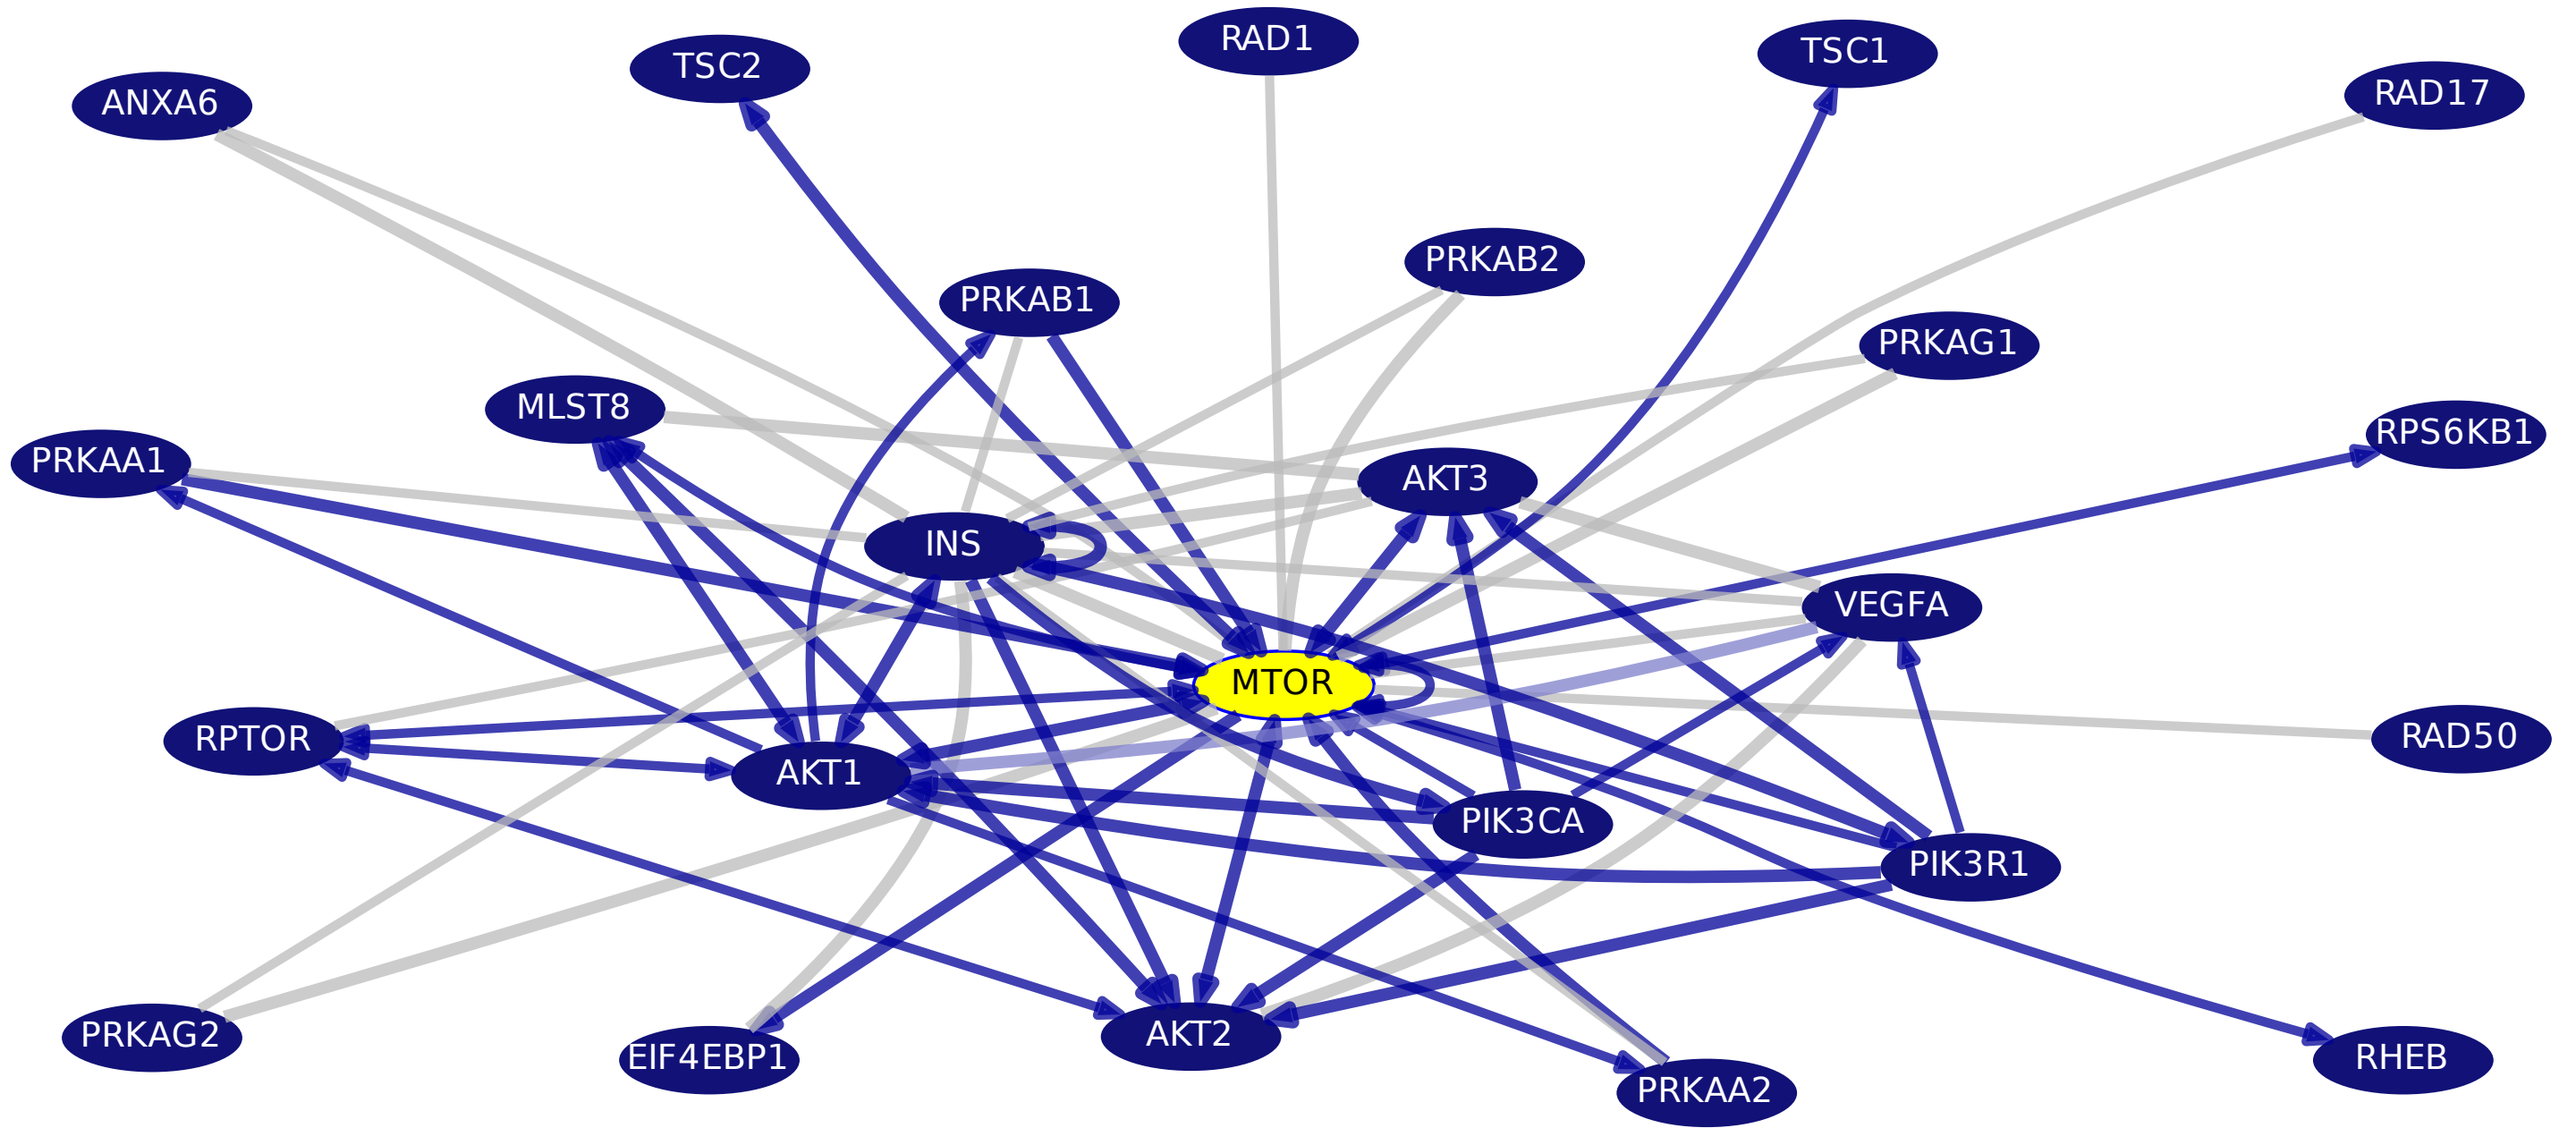 RAD1
TSC1
TSC2
RAD17
ANXA6
PRKAB2
PRKAB1
PRKAG1
MLST8
RPS6KB1
PRKAA1
AKT3
INS
VEGFA
MTOR
RPTOR
RAD50
AKT1
PIK3CA
PIK3R1
AKT2
PRKAG2
EIF4EBP1
RHEB
PRKAA2